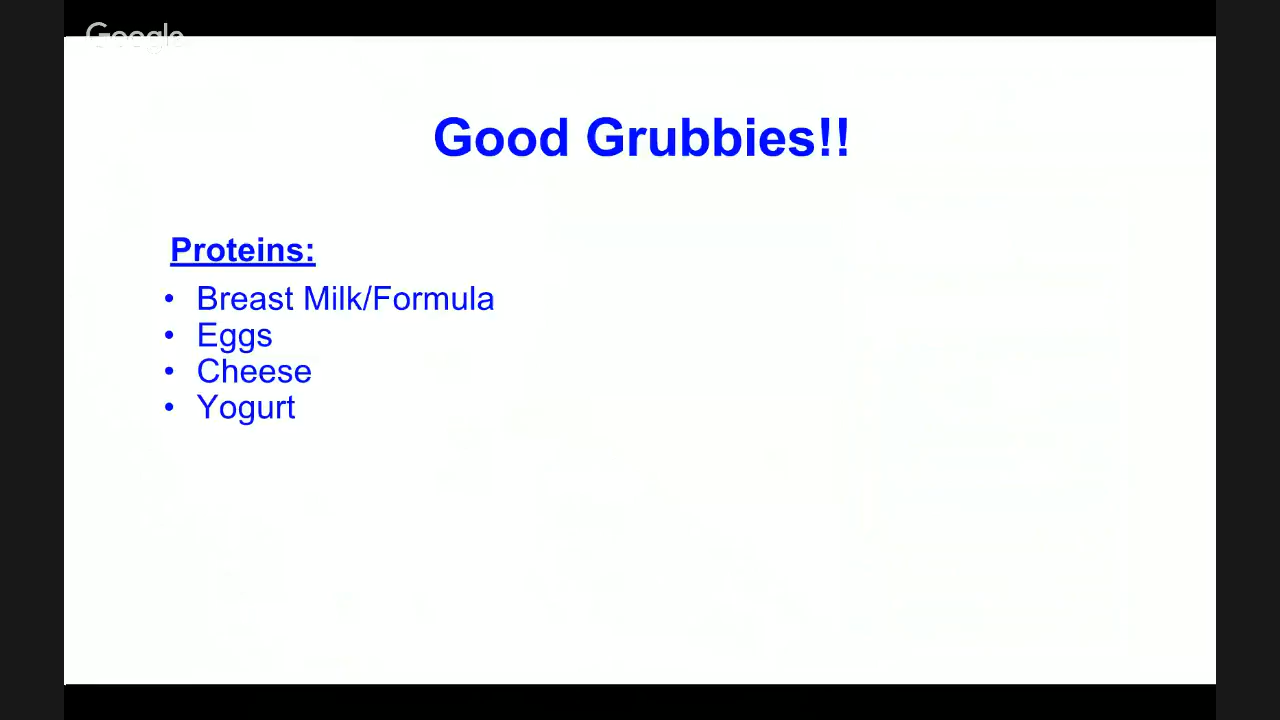 Google
Good Grubbies!!
Proteins:
• Breast Milk/Formula
• Eggs
• Cheese
• Yogurt